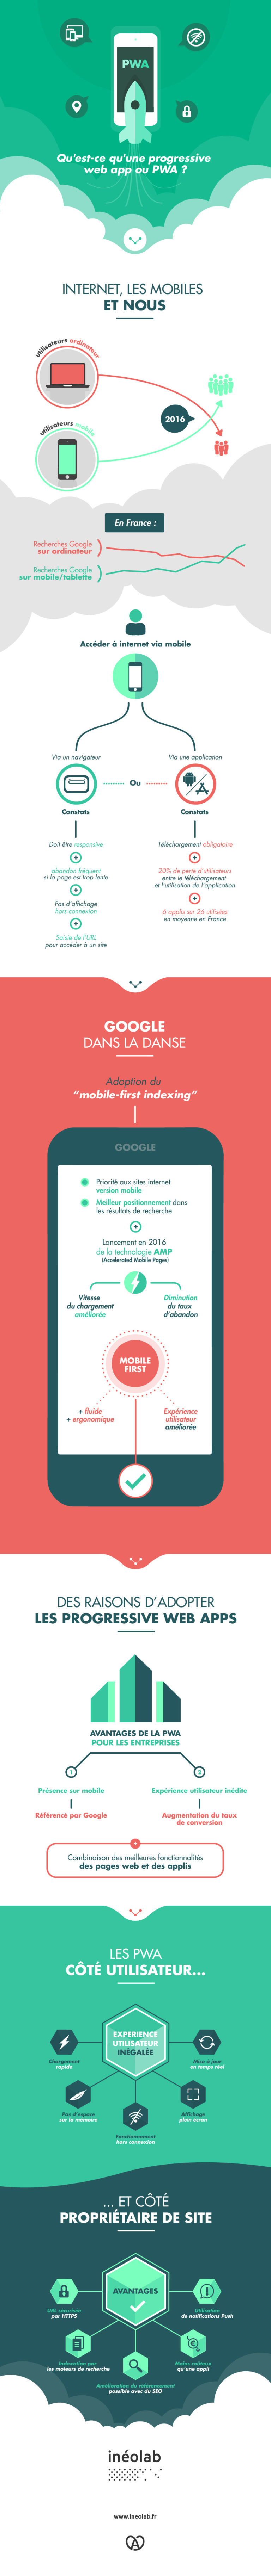 PWA
Qu'est-ce qu'une progressive
web app ou PWA ?
INTERNET, LES MOBILES
ET NOUS
utilisateurs ordinateur
utilisateurs mobile
2016
En France :
Recherches Google
sur ordinateur
Recherches Google
sur mobile/tablette
Accéder à internet via mobile
Via un navigateur
Ou
Via une application
Constats
Constats
Doit être responsive
abandon fréquent
si la page est trop lente
Pas d'affichage
hors connexion
Saisie de l'URL
pour accéder à un site
Téléchargement obligatoire
20% de perte d'utilisateurs
entre le téléchargement
et l'utilisation de l'application
6 applis sur 26 utilisées
en moyenne en France
GOOGLE
DANS LA DANSE
Adoption du
"mobile-first indexing"
GOOGLE
Priorité aux sites internet
version mobile
Meilleur positionnement dans
les résultats de recherche
Lancement en 2016
de la technologie AMP
(Accelerated Mobile Pages)
Vitesse
du chargement
améliorée
Diminution
du taux
d'abandon
MOBILE
FIRST
+ fluide
+ ergonomique
Expérience
utilisateur
améliorée
DES RAISONS D'ADOPTER
LES PROGRESSIVE WEB APPS
AVANTAGES DE LA PWA
POUR LES ENTREPRISES
1
2
Présence sur mobile
Expérience utilisateur inédite
Référencé par Google
Augmentation du taux
de conversion
Combinaison des meilleures fonctionnalités
des pages web et des applis
LES PWA
CÔTÉ UTILISATEUR...
EXPERIENCE
UTILISATEUR
INÉGALÉE
Chargement
rapide
Mise à jour
en temps réel
Pas d'espace
sur la mémoire
Affichage
plein écran
Fonctionnement
hors connexion
... ET CÔTÉ
PROPRIÉTAIRE DE SITE
AVANTAGES
URL sécurisée
par HTTPS
Utilisation
de notifications Push
Indexation par
les moteurs de recherche
Moins coûteux
qu'une appli
Amélioration du référencement
possible avec du SEO
inéolab
www.ineolab.fr